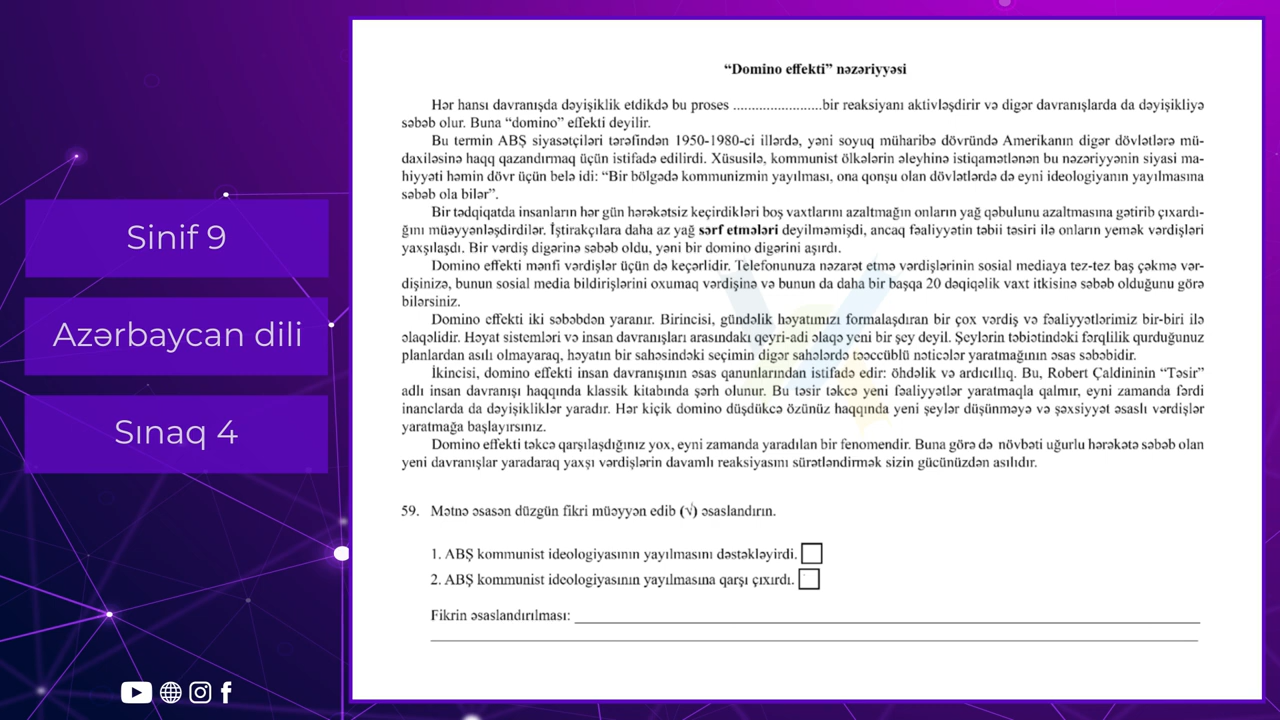 Sinif 9
Azərbaycan dili
Sınaq 4
“Domino effekti” nəzəriyyəsi
Hər hansı davranışda dəyişiklik etdikdə bu proses ........................bir reaksiyanı aktivləşdirir və digər davranışlarda da dəyişikliyə
səbəb olur. Buna “domino” effekti deyilir.
Bu termin ABŞ siyasətçiləri tərəfindən 1950-1980-ci illərdə, yəni soyuq müharibə dövründə Amerikanın digər dövlətlərə mü-
daxiləsinə haqq qazandırmaq üçün istifadə edilirdi. Xüsusilə, kommunist ölkələrin əleyhinə istiqamətlənən bu nəzəriyyənin siyasi ma-
hiyyəti həmin dövr üçün belə idi: “Bir bölgədə kommunizmin yayılması, ona qonşu olan dövlətlərdə də eyni ideologiyanın yayılmasına
səbəb ola bilər”.
Bir tədqiqatda insanların hər gün hərəkətsiz keçirdikləri boş vaxtlarını azaltmağın onların yağ qəbulunu azaltmasına gətirib çıxardı-
ğını müəyyənləşdirdilər. İştirakçılara daha az yağ sərf etmələri deyilməmişdi, ancaq fəaliyyətin təbii təsiri ilə onların yemək vərdişləri
yaxşılaşdı. Bir vərdiş digərinə səbəb oldu, yəni bir domino digərini aşırdı.
Domino effekti mənfi vərdişlər üçün də keçərlidir. Telefonunuza nəzarət etmə vərdişlərinin sosial mediaya tez-tez baş çəkmə vər-
dişinizə, bunun sosial media bildirişlərini oxumaq vərdişinə və bunun da daha bir başqa 20 dəqiqəlik vaxt itkisinə səbəb olduğunu görə
bilərsiniz.
Domino effekti iki səbəbdən yaranır. Birincisi, gündəlik həyatımızı formalaşdıran bir çox vərdiş və fəaliyyətlərimiz bir-biri ilə
əlaqəlidir. Həyat sistemləri və insan davranışları arasındakı qeyri-adi əlaqə yeni bir şey deyil. Şeylərin təbiətindəki fərqlilik qurduğunuz
planlardan asılı olmayaraq, həyatın bir sahəsindəki seçimin digər sahələrdə təəccüblü nəticələr yaratmağının əsas səbəbidir.
İkincisi, domino effekti insan davranışının əsas qanunlarından istifadə edir: öhdəlik və ardıcıllıq. Bu, Robert Çaldininin “Təsir”
adlı insan davranışı haqqında klassik kitabında şərh olunur. Bu təsir təkcə yeni fəaliyyətlər yaratmaqla qalmır, eyni zamanda fərdi
inanclarda da dəyişikliklər yaradır. Hər kiçik domino düşdükcə özünüz haqqında yeni şeylər düşünməyə və şəxsiyyət əsaslı vərdişlər
yaratmağa başlayırsınız.
Domino effekti təkcə qarşılaşdığınız yox, eyni zamanda yaradılan bir fenomendir. Buna görə də növbəti uğurlu hərəkətə səbəb olan
yeni davranışlar yaradaraq yaxşı vərdişlərin davamlı reaksiyasını sürətləndirmək sizin gücünüzdən asılıdır.
59. Mətnə əsasən düzgün fikri müəyyən edib (√) əsaslandırın.
1. ABŞ kommunist ideologiyasının yayılmasını dəstəkləyirdi.
2. ABŞ kommunist ideologiyasının yayılmasına qarşı çıxırdı.
Fikrin əsaslandırılması: